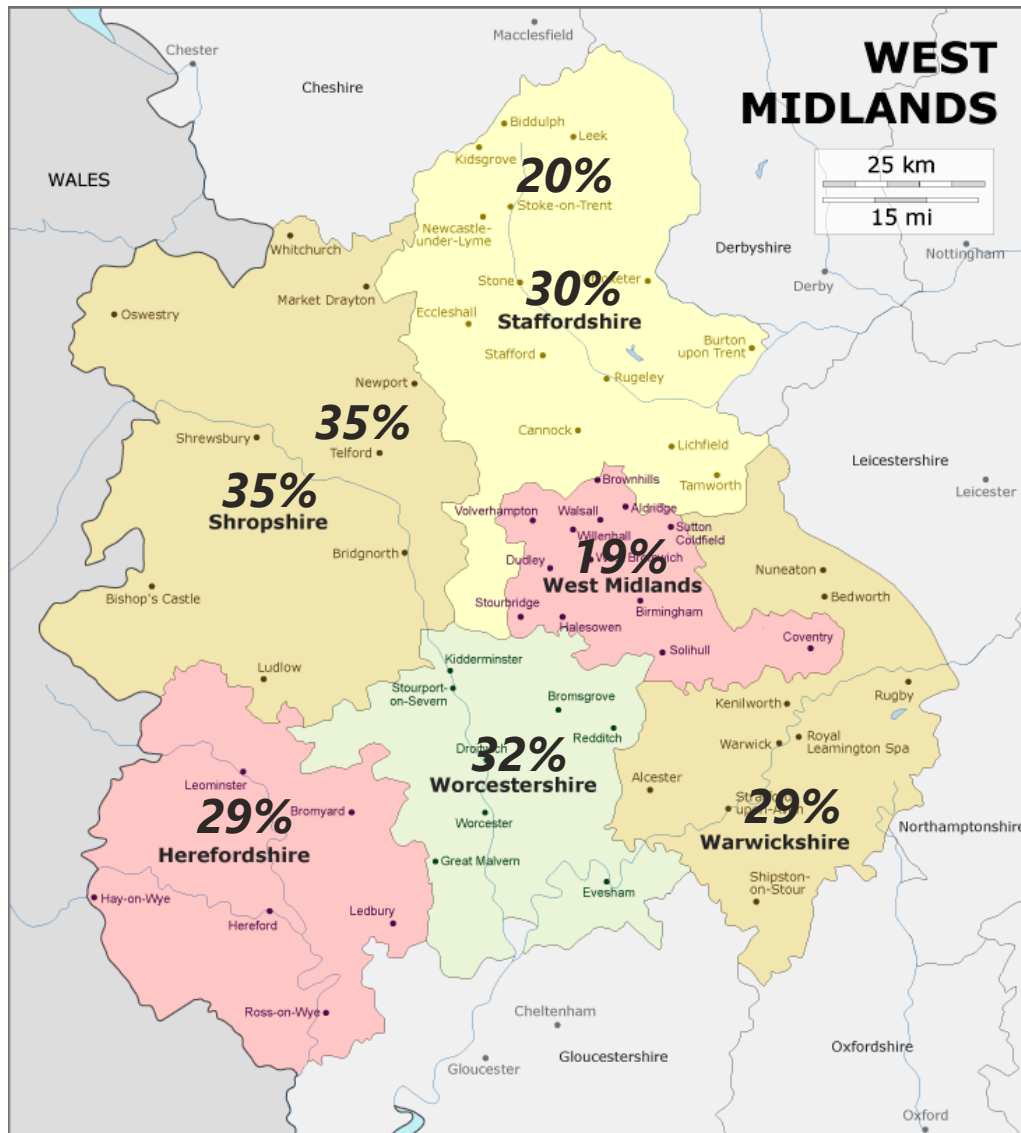 Macclesfield
WEST
MIDLANDS
Chester
Cheshire
Biddulph
Leek
Kidsgrove
25 km
15 mi
WALES
20%
Stoke-on-Trent
Newcastle-
under-Lyme
Whitchurch
Derbyshire
Nottingham
Derby
Stone
30%
Staffordshire
Market Drayton
Oswestry
Eccleshall
Burton
upon Trent
Stafford
Rugeley
Newport
35%
Shrewsbury
Telford
Cannock
Lichfield
Leicestershire
Leicester
Tamworth
35%
Shropshire
Brownhills
Volverhampton
Walsall
Aldridge
Willenhall
Sutton
Coldfield
Bridgnorth
Dudley
19%
West Midlands
Nuneaton
Bedworth
Bishop's Castle
Stourbridge
Birmingham
Halesowen
Coventry
Solihull
Ludlow
Kidderminster
Stourport-
on-Severn
Bromsgrove
Kenilworth
Rugby
Redditch
Warwick
Royal
Leamington Spa
32%
Worcestershire
Alcester
Leominster
Bromyard
29%
Herefordshire
Worcester
29%
Warwickshire
Northamptonshire
Great Malvern
Evesham
Shipston-
on-Stour
Hay-on-Wye
Hereford
Ledbury
Ross-on-Wye
Cheltenham
Gloucester
Gloucestershire
Oxfordshire
Oxford